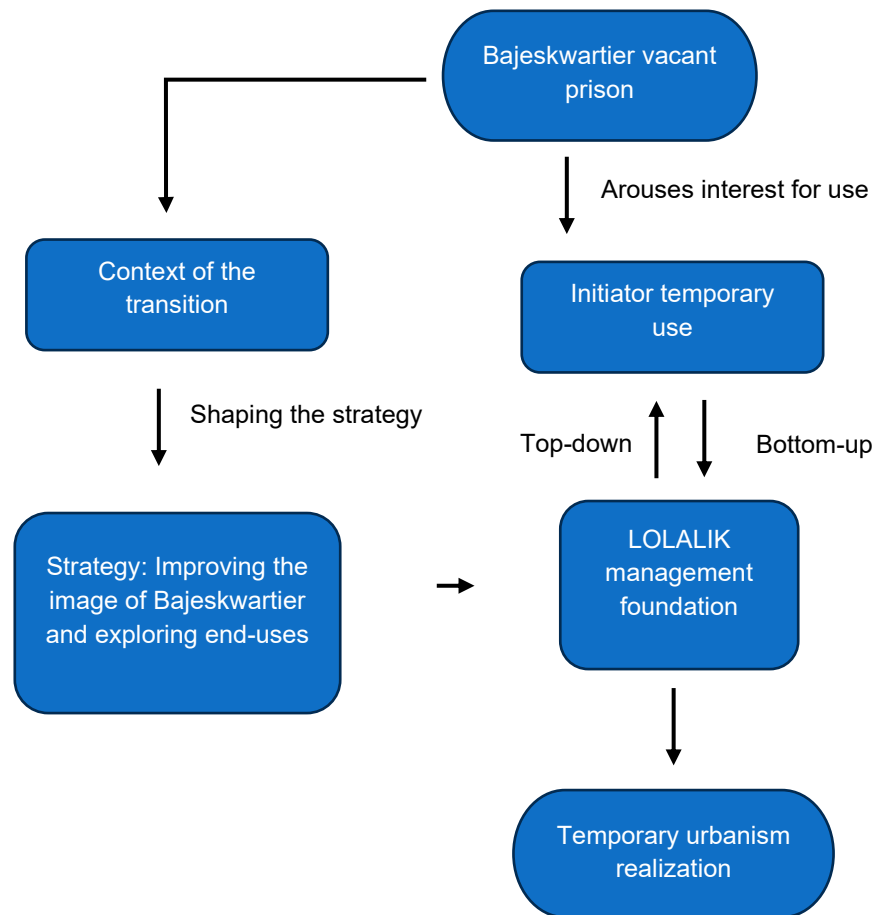 Bajeskwartier vacant
prison
Arouses interest for use
Context of the
transition
Initiator temporary
use
Shaping the strategy
Top-down
Bottom-up
Strategy: Improving the
image of Bajeskwartier
and exploring end-uses
LOLALIK
management
foundation
Temporary urbanism
realization